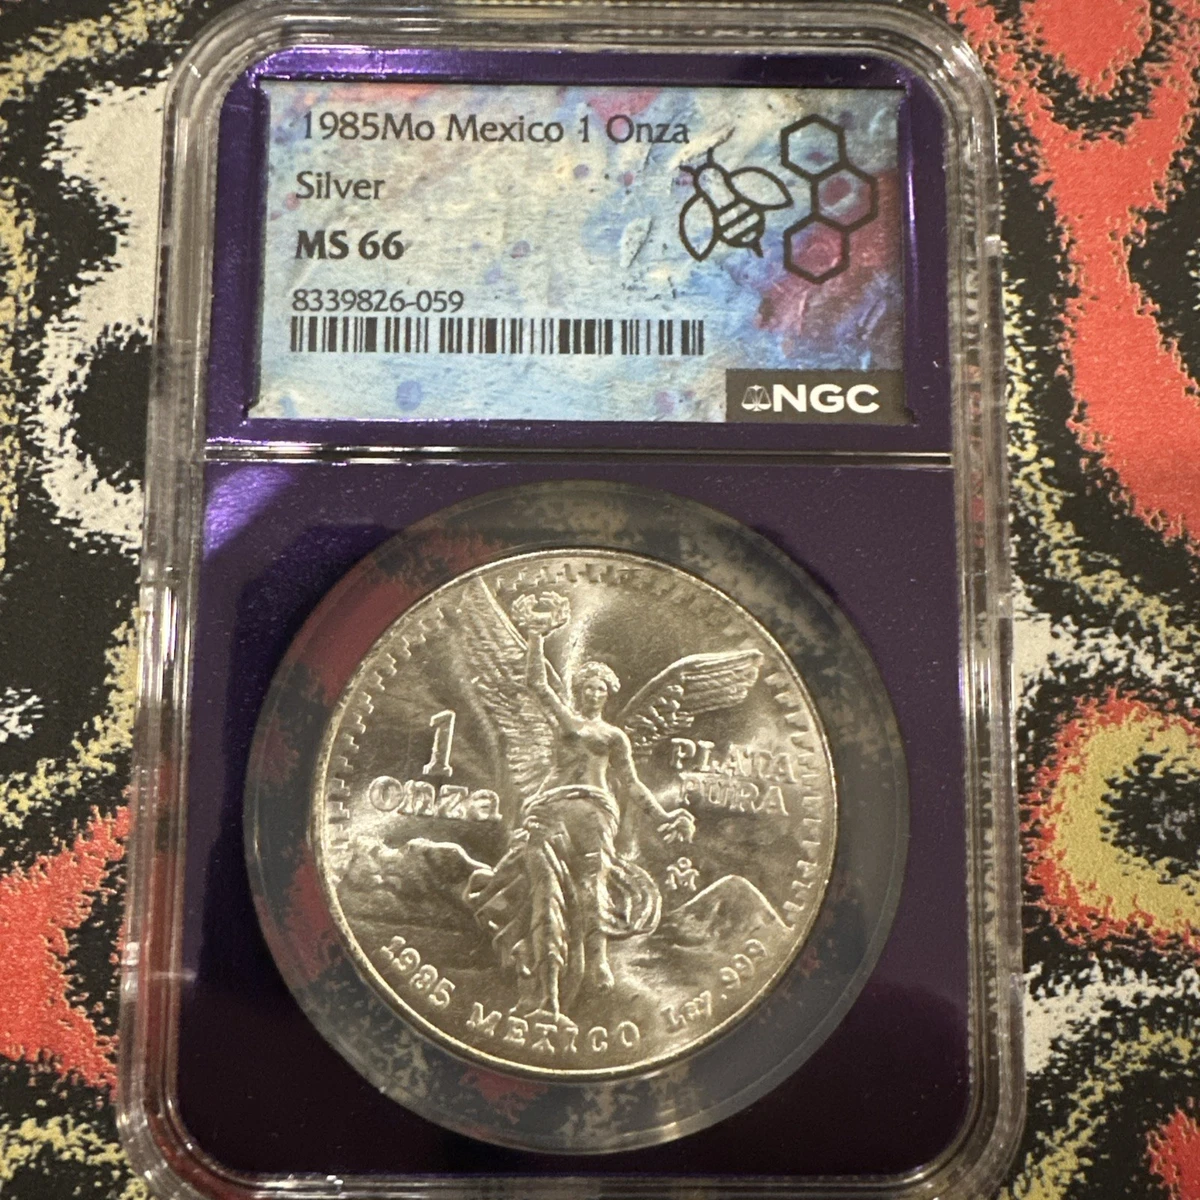 1985Mo Mexico 1 Onza
Silver
MS 66
8339826-059
NGC
1
Onza
PLATA
PURA
Mo
1985 MEXICO Ley .999